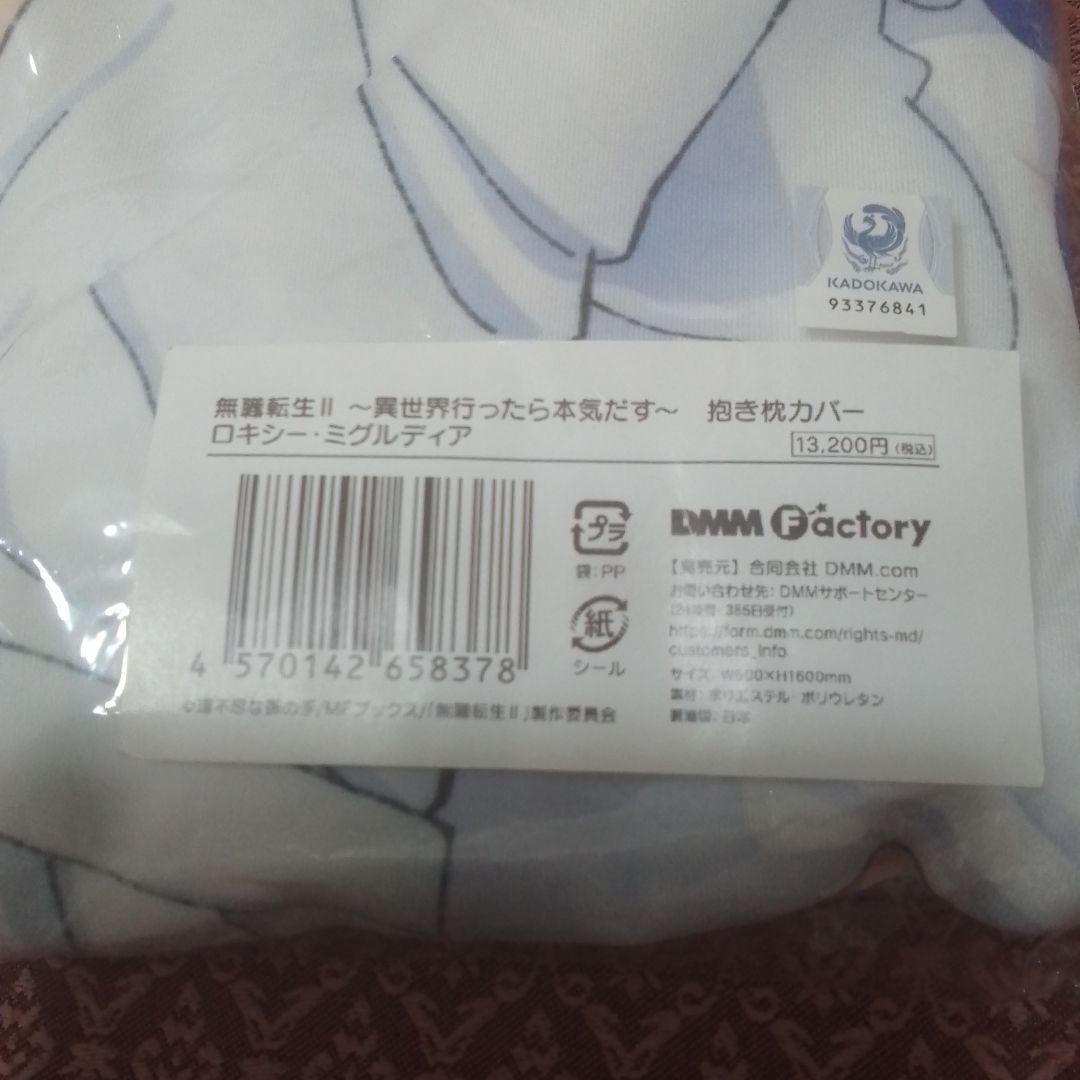 KADOKAWA
93376841
無職転生Ⅱ ～異世界行ったら本気だす～ 抱き枕カバー
ロキシー・ミグルディア
13,200円(税込)
4 570142 658378
プラ
袋:PP
紙
シール
DMM Factory
【発売元】合同会社 DMM.com
お問い合わせ先:DMMサポートセンター
(24時間・365日受付)
https://form.dmm.com/rights-md/
customers_info
サイズ:W500×H1600mm
素材:ポリエステル ポリウレタン
製造国:日本
©理不尽な孫の手/MFブックス/「無職転生Ⅱ」製作委員会